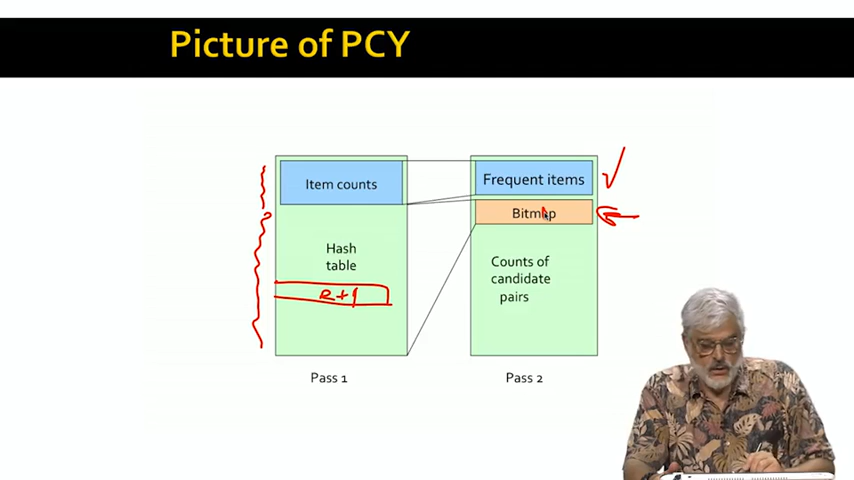 Picture of PCY
Item counts
Frequent items
Bitmap
Hash
table
Counts of
candidate
pairs
Pass 1
Pass 2